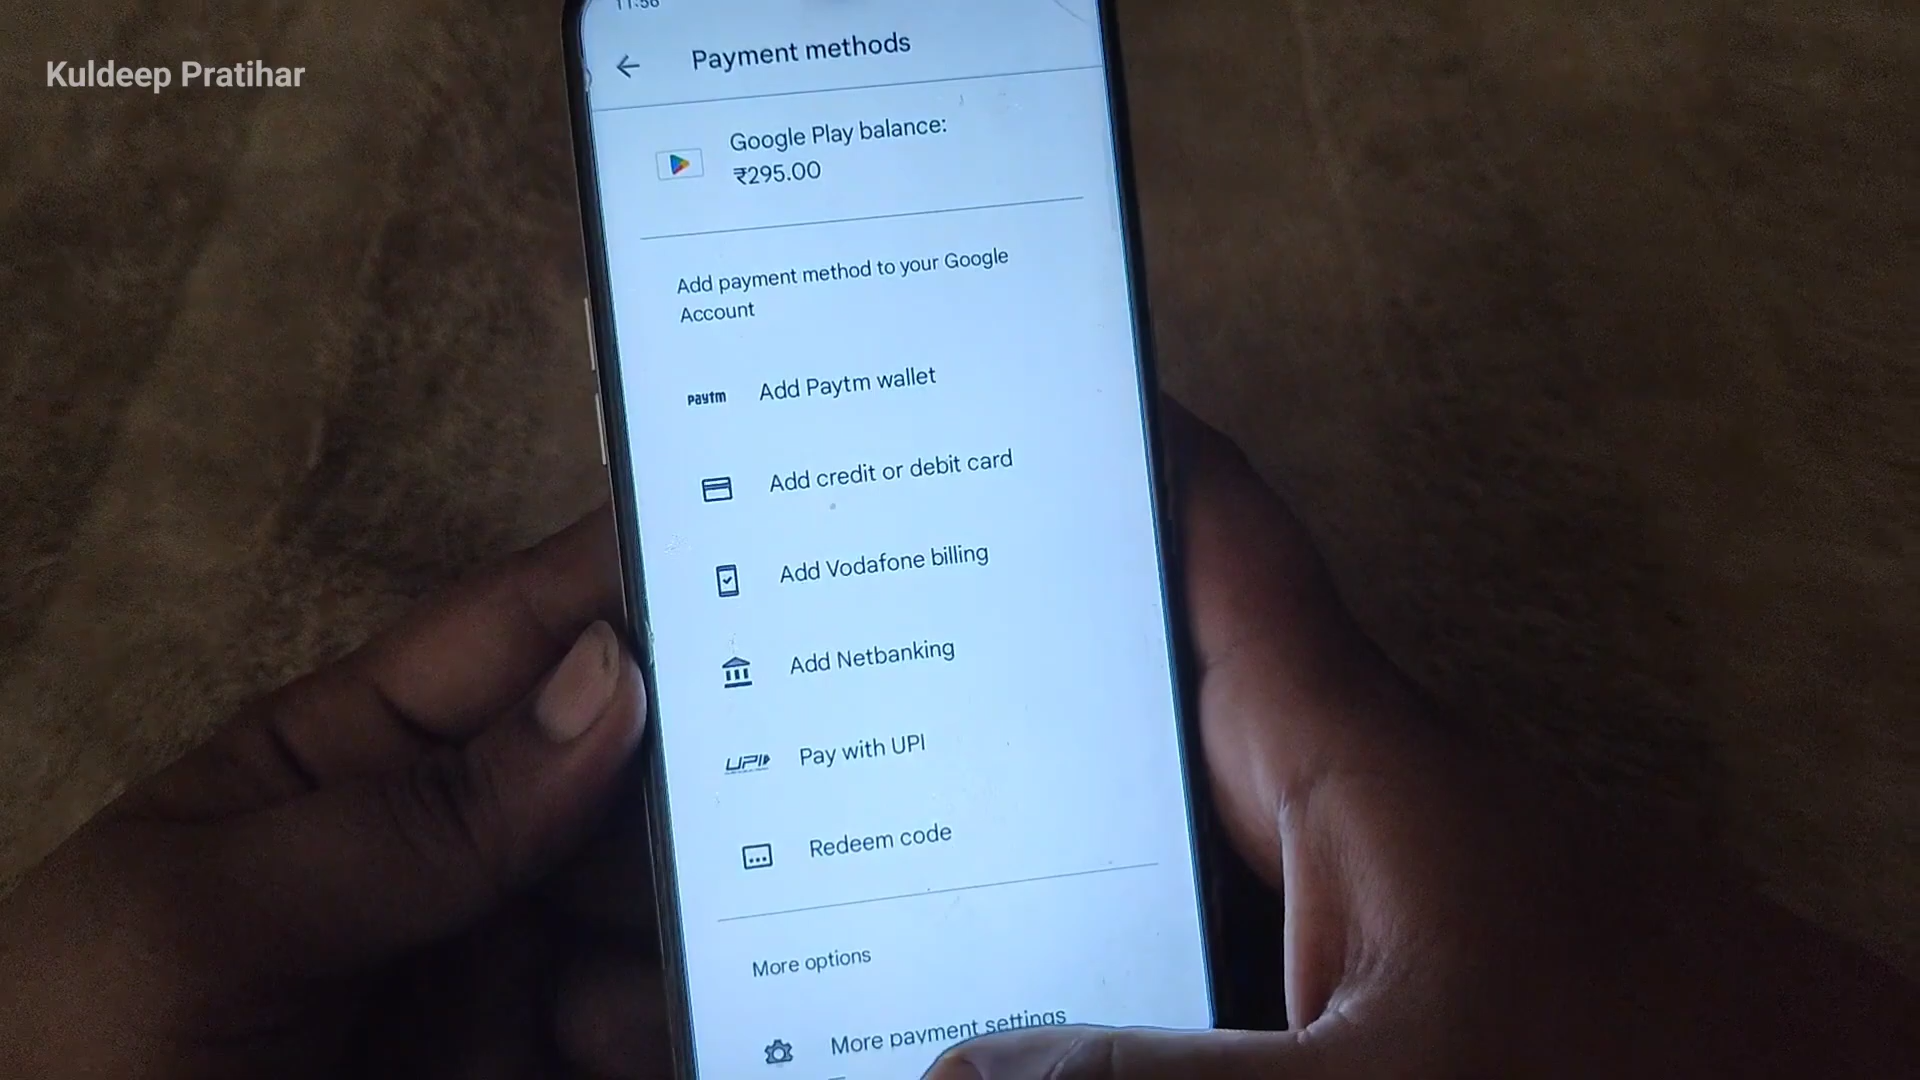 Kuldeep Pratihar
Payment methods
Google Play balance:
₹295.00
Add payment method to your Google
Account
paytm
Add Paytm wallet
Add credit or debit card
Add Vodafone billing
Add Netbanking
UPI
Pay with UPI
Redeem code
More options
More payment settings